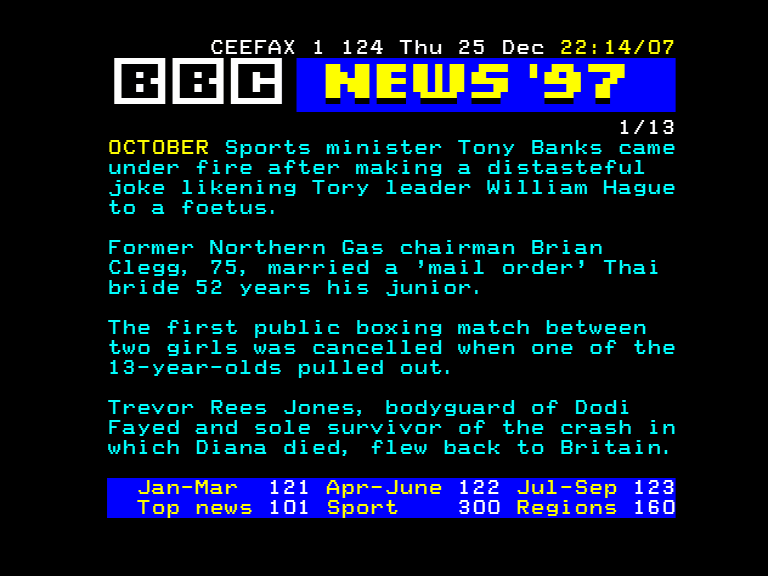 CEEFAX 1 124 Thu 25 Dec 22:14/07
BBC NEWS '97
1/13
OCTOBER Sports minister Tony Banks came
under fire after making a distasteful
joke likening Tory leader William Hague
to a foetus.
Former Northern Gas chairman Brian
Clegg, 75, married a 'mail order' Thai
bride 52 years his junior.
The first public boxing match between
two girls was cancelled when one of the
13-year-olds pulled out.
Trevor Rees Jones, bodyguard of Dodi
Fayed and sole survivor of the crash in
which Diana died, flew back to Britain.
Jan-Mar 121 Apr-June 122 Jul-Sep 123
Top news 101 Sport 300 Regions 160